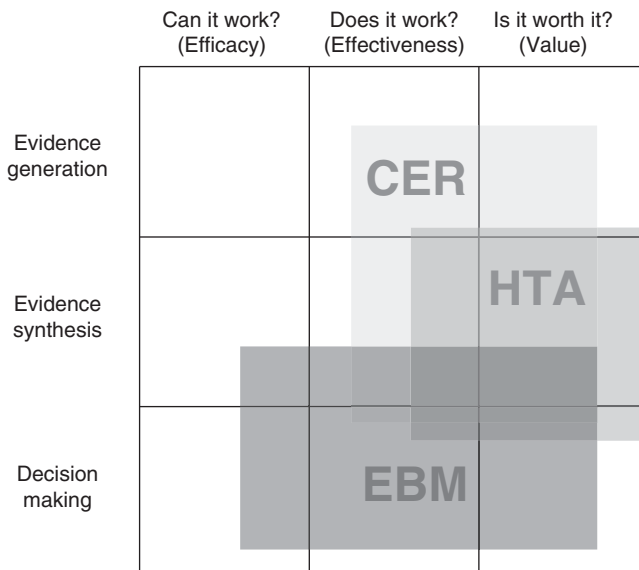 Can it work?
(Efficacy)
Does it work?
(Effectiveness)
Is it worth it?
(Value)
Evidence
generation
CER
Evidence
synthesis
HTA
Decision
making
EBM